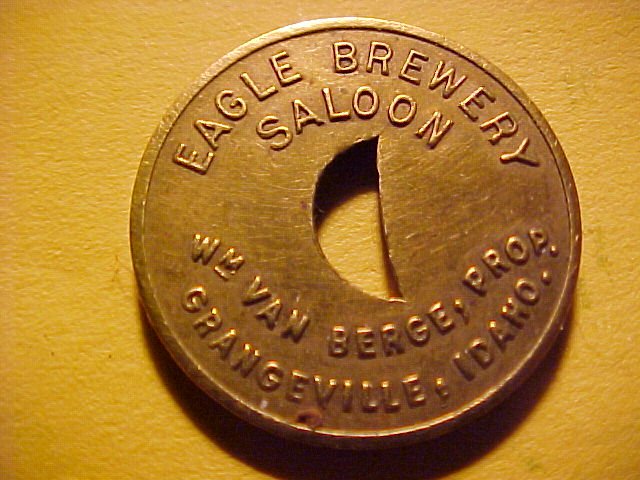 EAGLE BREWERY
SALOON
WM VAN BERGE, PROP.
GRANGEVILLE, IDAHO.